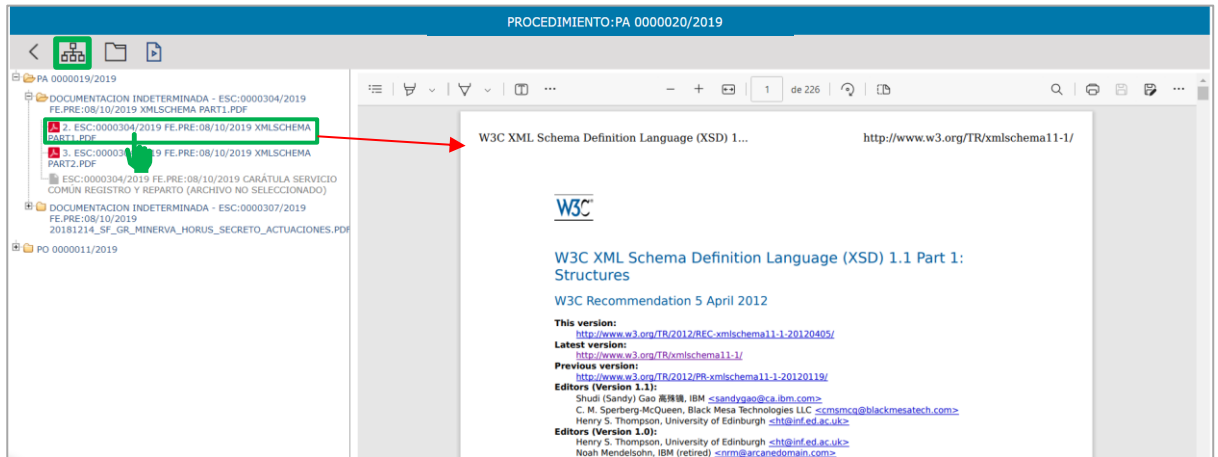 PROCEDIMIENTO:PA 0000020/2019
PA 0000019/2019
DOCUMENTACION INDETERMINADA - ESC:0000304/2019
FE.PRE:08/10/2019 XMLSCHEMA PART1.PDF
2. ESC:0000304/2019 FE.PRE:08/10/2019 XMLSCHEMA
PART1.PDF
3. ESC:00003 19 FE.PRE:08/10/2019 XMLSCHEMA
PART2.PDF
ESC:0000304/2019 FE.PRE:08/10/2019 CARÁTULA SERVICIO
COMÚN REGISTRO Y REPARTO (ARCHIVO NO SELECCIONADO)
DOCUMENTACION INDETERMINADA - ESC:0000307/2019
FE.PRE:08/10/2019
20181214_SF_GR_MINERVA_HORUS_SECRETO_ACTUACIONES.PDF
PO 0000011/2019
1 de 226
W3C XML Schema Definition Language (XSD) 1... http://www.w3.org/TR/xmlschema11-1/
W3C
W3C XML Schema Definition Language (XSD) 1.1 Part 1:
Structures
W3C Recommendation 5 April 2012
This version:
http://www.w3.org/TR/2012/REC-xmlschema11-1-20120405/
Latest version:
http://www.w3.org/TR/xmlschema11-1/
Previous version:
http://www.w3.org/TR/2012/PR-xmlschema11-1-20120119/
Editors (Version 1.1):
Shudi (Sandy) Gao 高殊镝, IBM <sandygao@ca.ibm.com>
C. M. Sperberg-McQueen, Black Mesa Technologies LLC <cmsmcq@blackmesatech.com>
Henry S. Thompson, University of Edinburgh <ht@inf.ed.ac.uk>
Editors (Version 1.0):
Henry S. Thompson, University of Edinburgh <ht@inf.ed.ac.uk>
Noah Mendelsohn, IBM (retired) <nrm@arcanedomain.com>